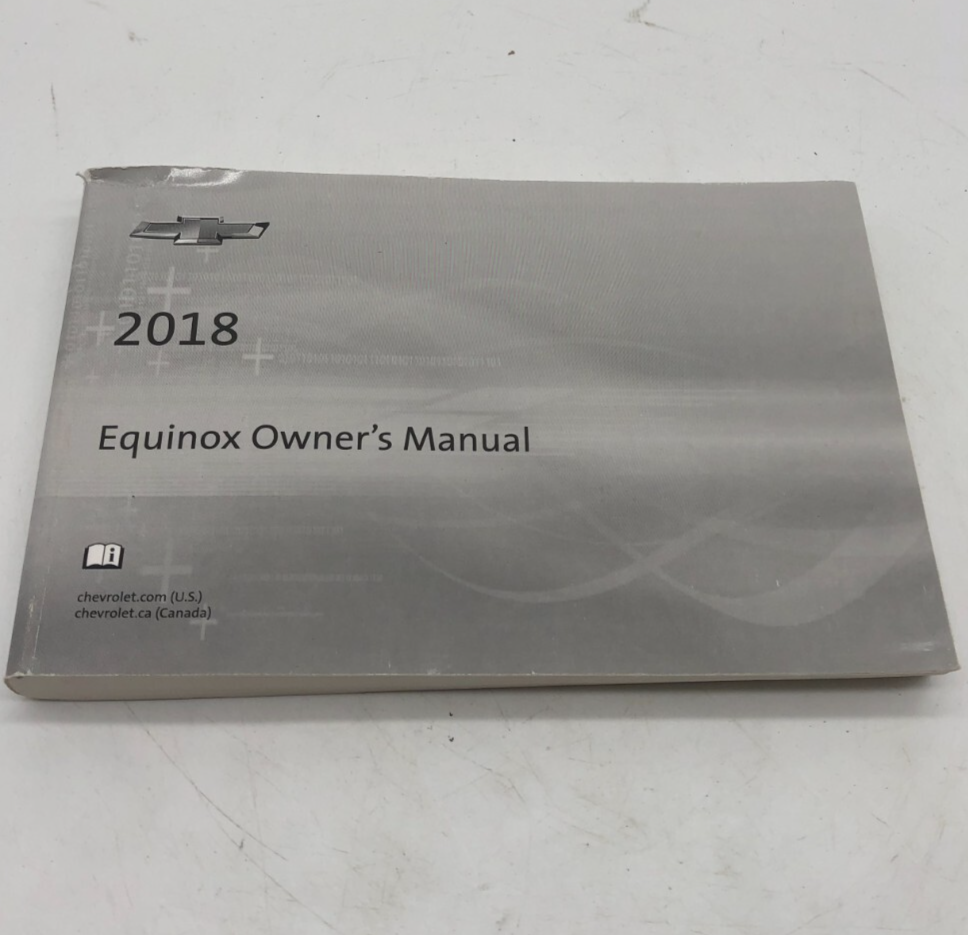 2018
Equinox Owner's Manual
chevrolet.com (U.S.)
chevrolet.ca (Canada)